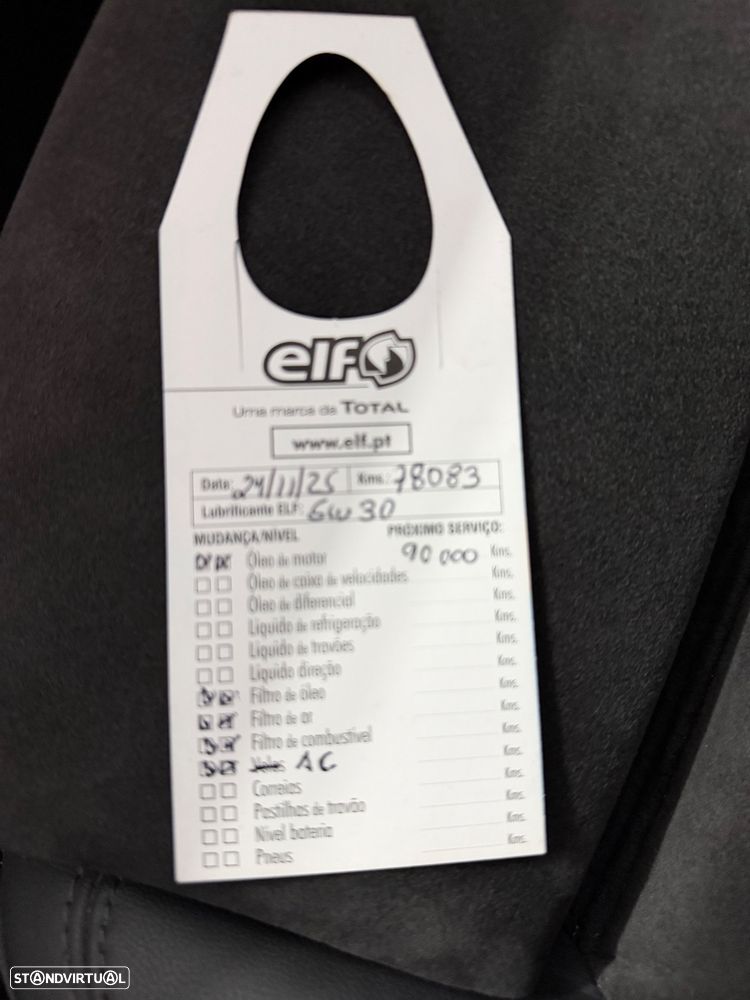 elf
Uma marca da TOTAL
www.elf.pt
Data: 24/11/25 Kms.: 78083
Lubrificante ELF: 5W30
MUDANÇA/NÍVEL PRÓXIMO SERVIÇO:
Óleo de motor 90 000 Kms.
Óleo de caixa de velocidades Kms.
Óleo de diferencial Kms.
Líquido de refrigeração Kms.
Líquido de travões Kms.
Líquido direção Kms.
Filtro de óleo Kms.
Filtro de ar Kms.
Filtro de combustível Kms.
Velas AC Kms.
Correias Kms.
Pastilhas de travão Kms.
Nível bateria Kms.
Pneus Kms.
STANDVIRTUAL